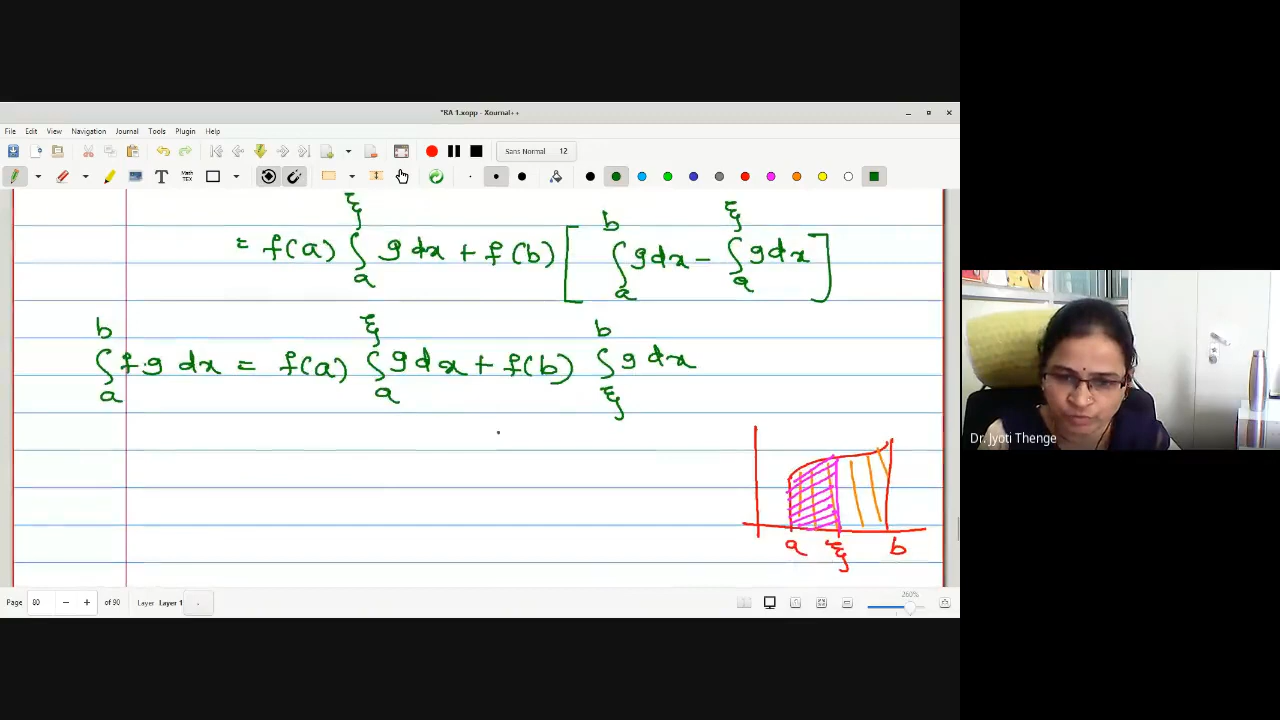 *RA 1.xopp - Xournal++
File Edit View Navigation Journal Tools Plugin Help
Sans Normal 12
= f(a) ∫_a^ξ g dx + f(b) [ ∫_a^b g dx - ∫_a^ξ g dx ]
∫_a^b f·g dx = f(a) ∫_a^ξ g dx + f(b) ∫_ξ^b g dx
a ξ b
Page 80 of 90 Layer Layer 1 260%
Dr. Jyoti Thenge